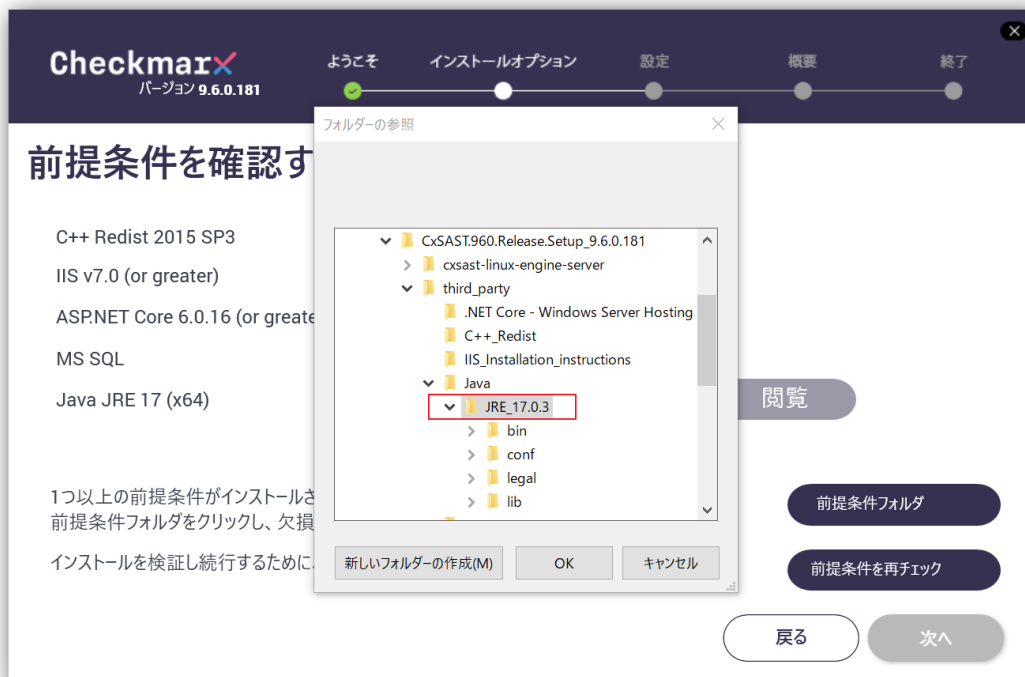 Checkmarx
バージョン 9.6.0.181
ようこそ
インストールオプション
設定
概要
終了
フォルダーの参照
前提条件を確認す
C++ Redist 2015 SP3
IIS v7.0 (or greater)
ASP.NET Core 6.0.16 (or greate
MS SQL
Java JRE 17 (x64)
CxSAST.960.Release.Setup_9.6.0.181
cxsast-linux-engine-server
third_party
.NET Core - Windows Server Hosting
C++_Redist
IIS_Installation_instructions
Java
JRE_17.0.3
bin
conf
legal
lib
閲覧
1つ以上の前提条件がインストールさ
前提条件フォルダをクリックし、欠損
インストールを検証し続行するために、
新しいフォルダーの作成(M)
OK
キャンセル
前提条件フォルダ
前提条件を再チェック
戻る
次へ